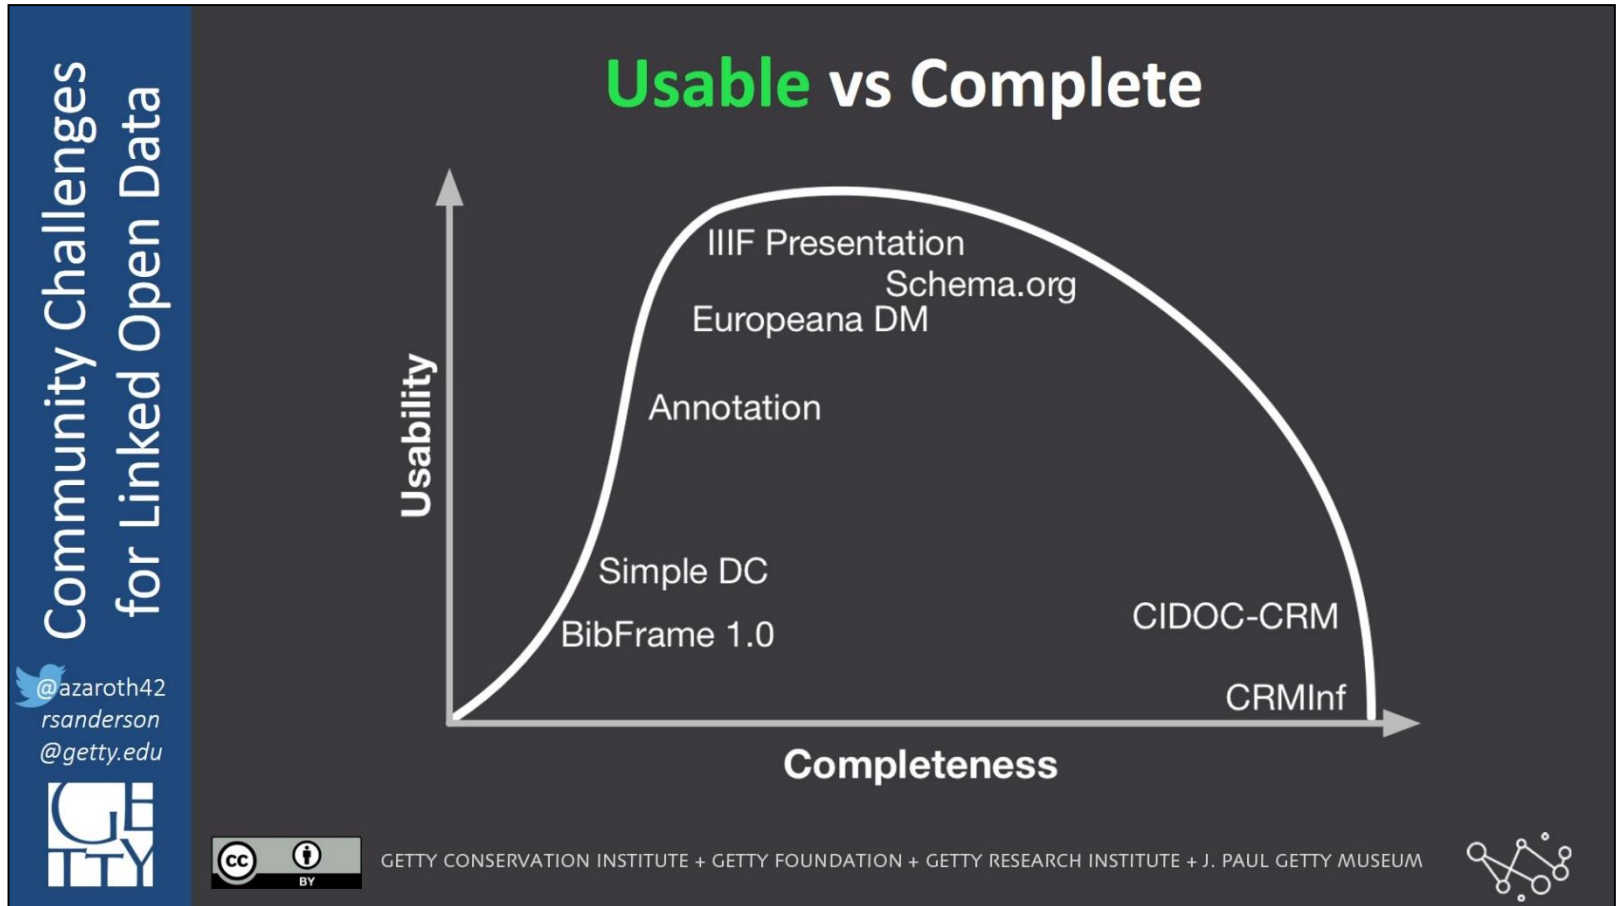 Community Challenges
for Linked Open Data
@azaroth42
rsanderson
@getty.edu
GETTY
Usable vs Complete
Usability
IIIF Presentation
Schema.org
Europeana DM
Annotation
Simple DC
BibFrame 1.0
CIDOC-CRM
CRMInf
Completeness
cc
BY
GETTY CONSERVATION INSTITUTE + GETTY FOUNDATION + GETTY RESEARCH INSTITUTE + J. PAUL GETTY MUSEUM